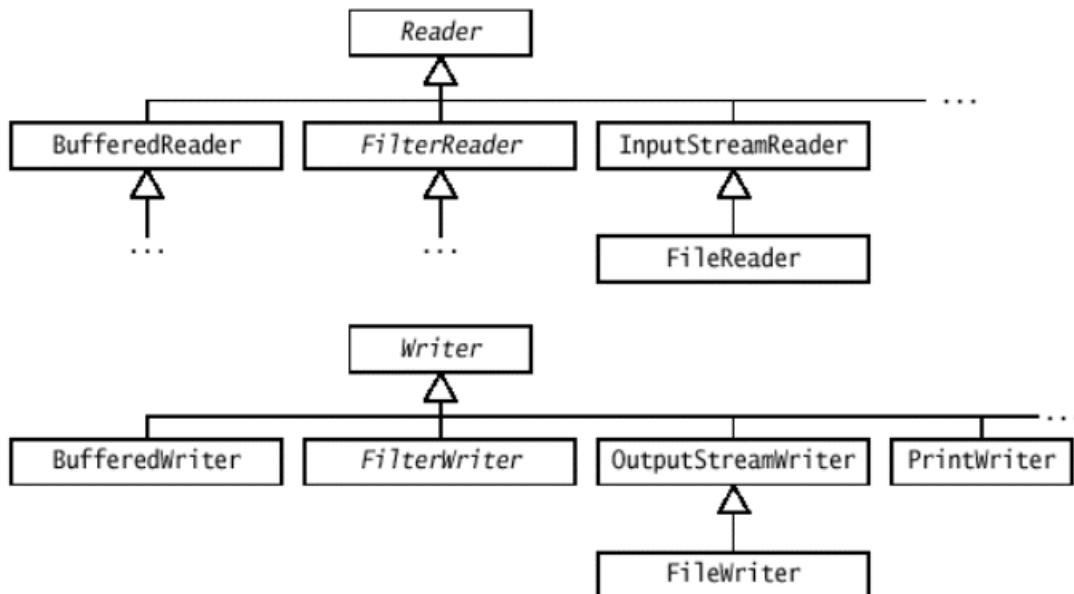 Reader
...
BufferedReader
FilterReader
InputStreamReader
...
...
FileReader
Writer
...
BufferedWriter
FilterWriter
OutputStreamWriter
PrintWriter
FileWriter